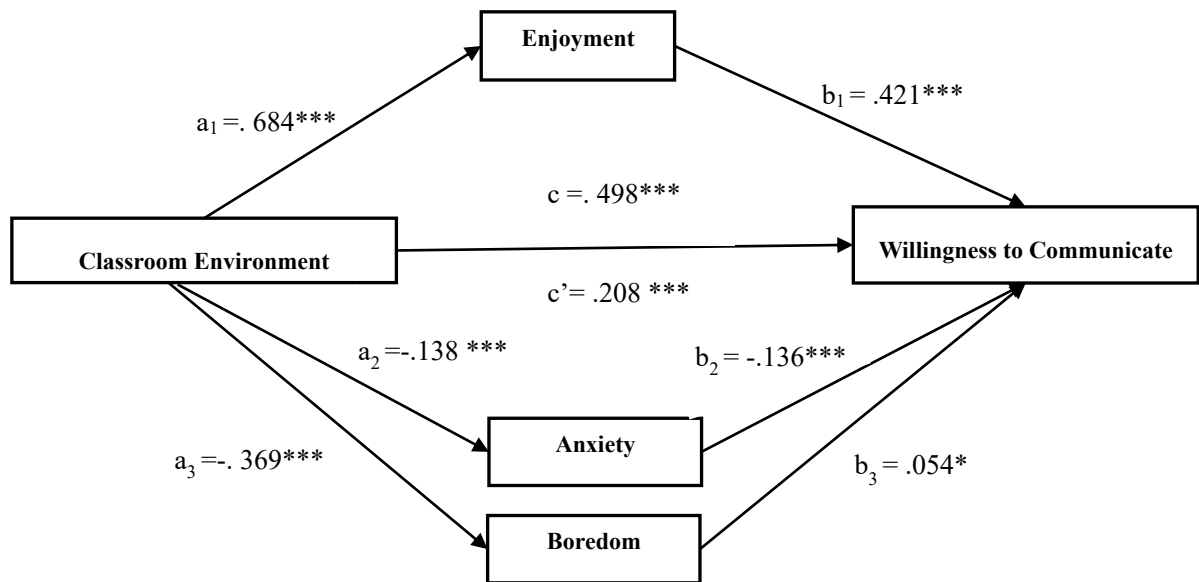 Enjoyment
a₁ =. 684***
b₁ = .421***
c =. 498***
Classroom Environment
Willingness to Communicate
c’= .208 ***
a₂ =-.138 ***
b₂ = -.136***
Anxiety
a₃ =-. 369***
b₃ = .054*
Boredom